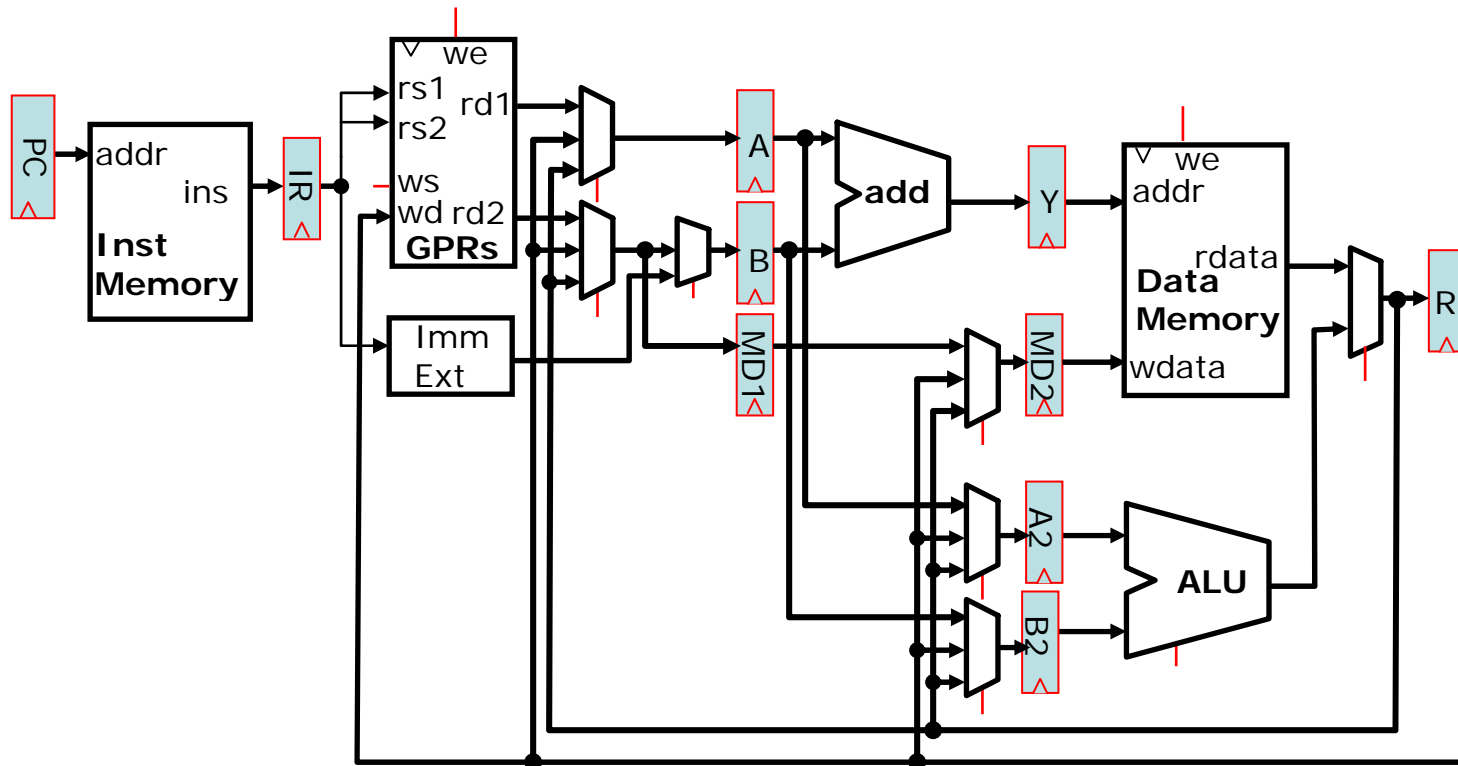 PC
addr
ins
Inst
Memory
IR
we
rs1
rd1
rs2
ws
wd
rd2
GPRs
Imm
Ext
A
B
MD1
add
Y
MD2
A2
B2
we
addr
rdata
Data
Memory
wdata
ALU
R